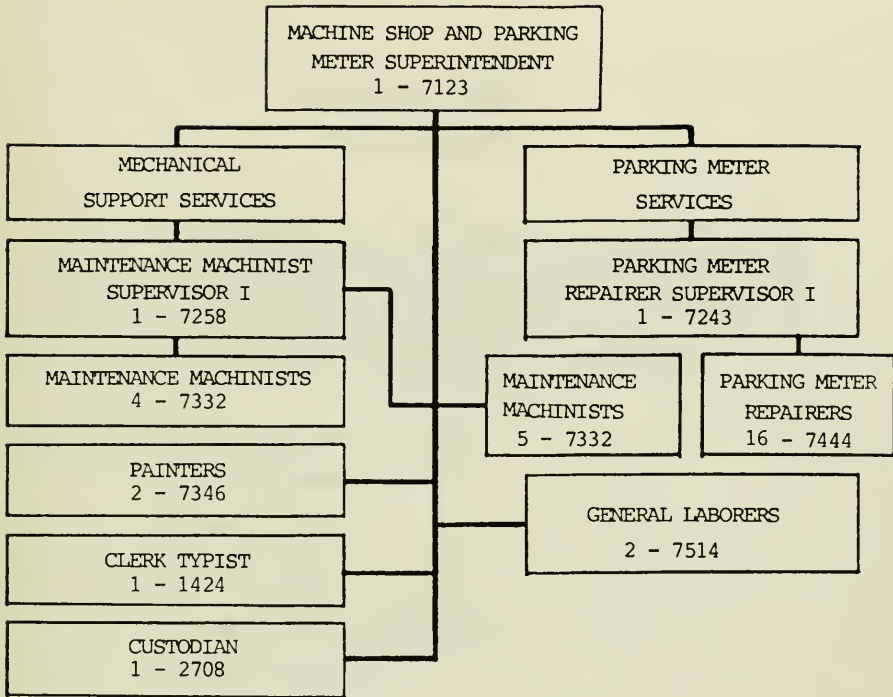 MACHINE SHOP AND PARKING
METER SUPERINTENDENT
1 - 7123
MECHANICAL
SUPPORT SERVICES
PARKING METER
SERVICES
MAINTENANCE MACHINIST
SUPERVISOR I
1 - 7258
PARKING METER
REPAIRER SUPERVISOR I
1 - 7243
MAINTENANCE MACHINISTS
4 - 7332
MAINTENANCE
MACHINISTS
5 - 7332
PARKING METER
REPAIRERS
16 - 7444
PAINTERS
2 - 7346
GENERAL LABORERS
2 - 7514
CLERK TYPIST
1 - 1424
CUSTODIAN
1 - 2708